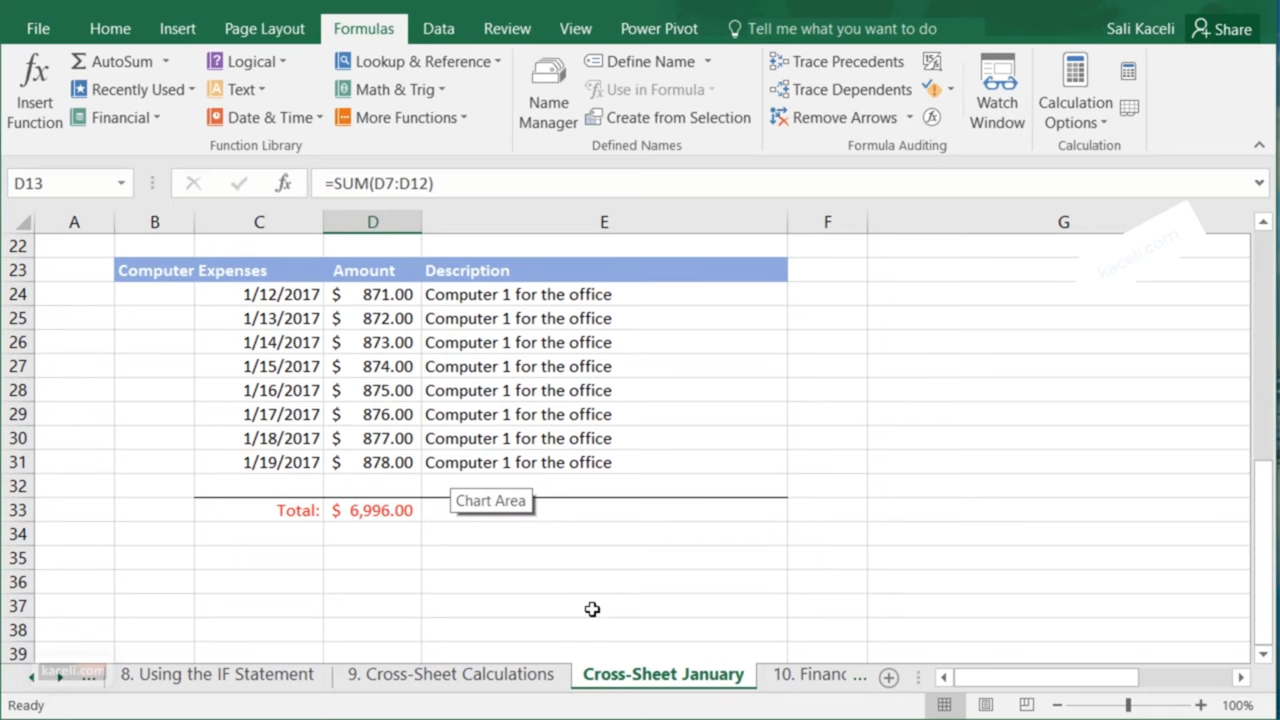 File Home Insert Page Layout Formulas Data Review View Power Pivot Tell me what you want to do Sali Kaceli Share
fx Insert Function
Σ AutoSum
Recently Used
Financial
Logical
Text
Date & Time
Lookup & Reference
Math & Trig
More Functions
Function Library
Name Manager
Define Name
Use in Formula
Create from Selection
Defined Names
Trace Precedents
Trace Dependents
Remove Arrows
Formula Auditing
Watch Window
Calculation Options
Calculation
D13 fx =SUM(D7:D12)
A B C D E F G
kaceli.com
22
23 Computer Expenses Amount Description
24 1/12/2017 $ 871.00 Computer 1 for the office
25 1/13/2017 $ 872.00 Computer 1 for the office
26 1/14/2017 $ 873.00 Computer 1 for the office
27 1/15/2017 $ 874.00 Computer 1 for the office
28 1/16/2017 $ 875.00 Computer 1 for the office
29 1/17/2017 $ 876.00 Computer 1 for the office
30 1/18/2017 $ 877.00 Computer 1 for the office
31 1/19/2017 $ 878.00 Computer 1 for the office
32
Chart Area
33 Total: $ 6,996.00
34
35
36
37
38
39
kaceli.com ... 8. Using the IF Statement 9. Cross-Sheet Calculations Cross-Sheet January 10. Financ ...
Ready 100%